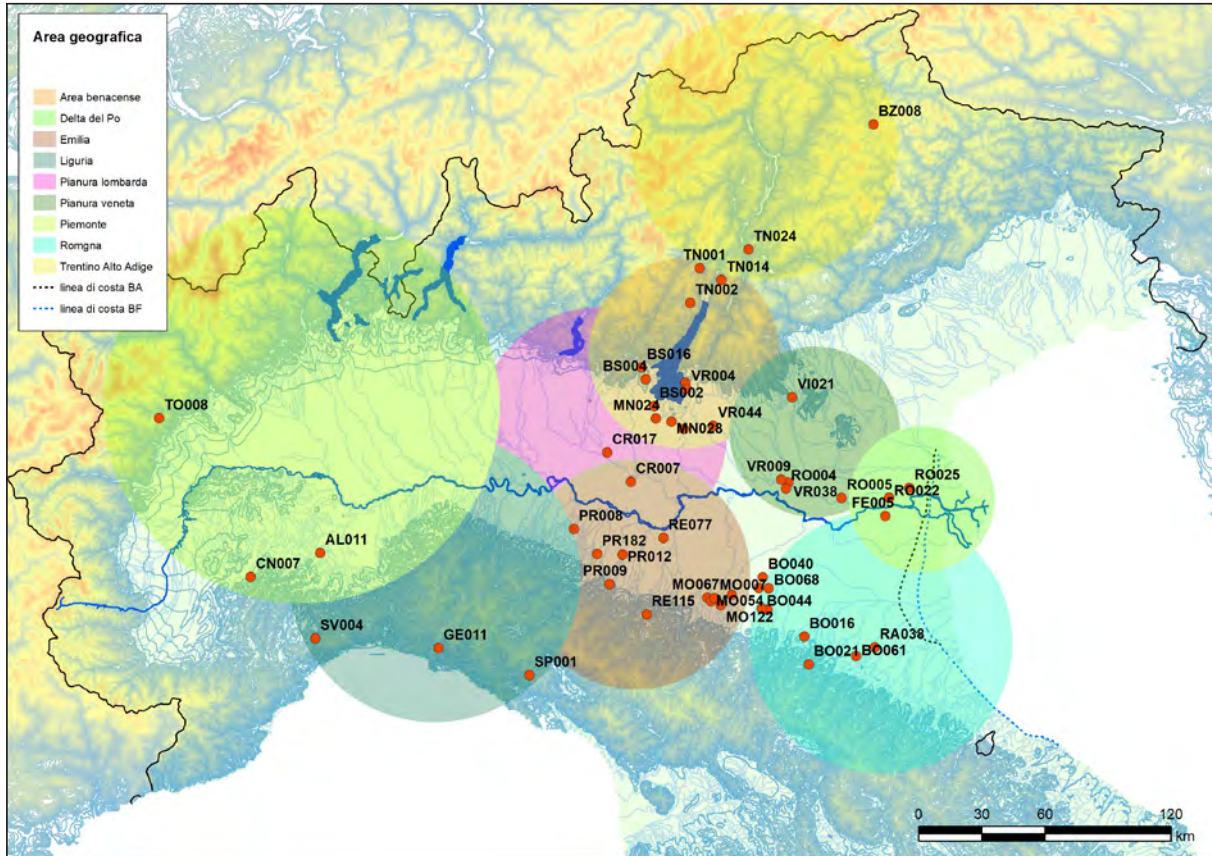 Area geografica
Area benacense
Delta del Po
Emilia
Liguria
Pianura lombarda
Pianura veneta
Piemonte
Romgna
Trentino Alto Adige
linea di costa BA
linea di costa BF
BZ008
TN024
TN001
TN014
TN002
BS016
BS004
VR004
BS002
MN024
VI021
TO008
VR044
MN028
CR017
CR007
VR009
RO004
VR038
RO005
RO025
RO022
FE005
PR008
RE077
AL011
PR182
PR012
CN007
PR009
BO040
MO067
MO007
BO068
RE115
MO054
BO044
MO122
SV004
GE011
BO016
RA038
SP001
BO021
BO061
0 30 60 120
km